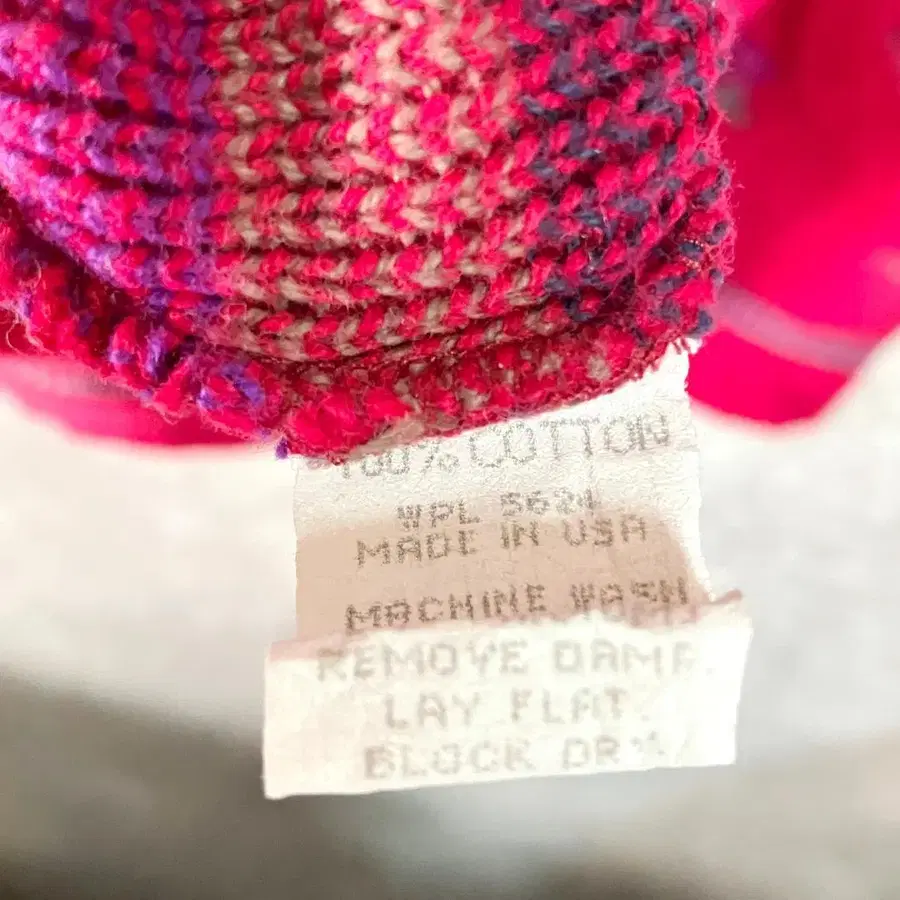 100% COTTON
WPL 5624
MADE IN USA
MACHINE WASH
REMOVE DAMP.
LAY FLAT.
BLOCK DRY